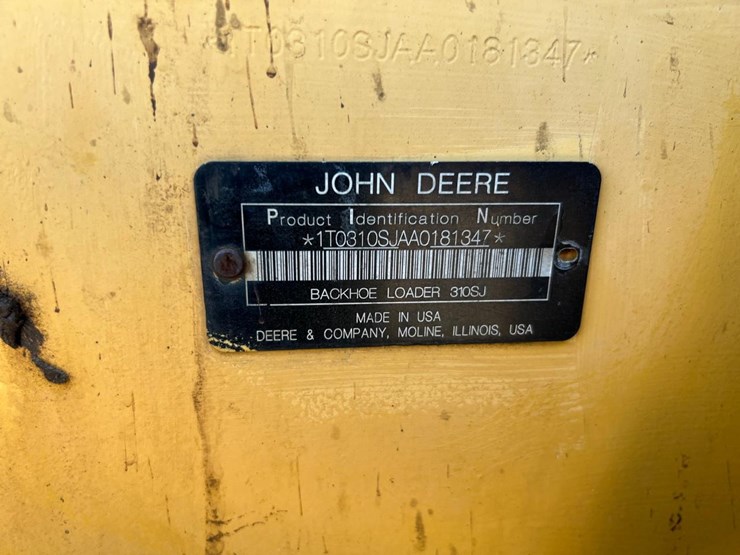 *1T0310SJAA0181347*
JOHN DEERE
Product Identification Number
*1T0310SJAA0181347*
BACKHOE LOADER 310SJ
MADE IN USA
DEERE & COMPANY, MOLINE, ILLINOIS, USA